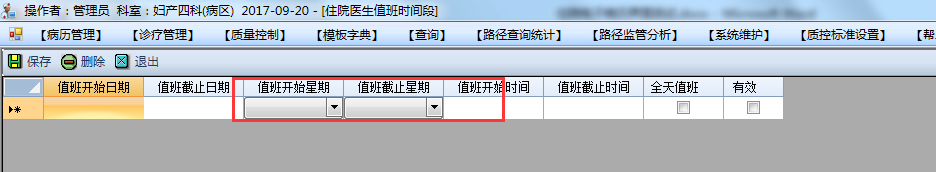 操作者：管理员 科室：妇产四科(病区) 2017-09-20 - [住院医生值班时间段]
【病历管理】 【诊疗管理】 【质量控制】 【模板字典】 【查询】 【路径查询统计】 【路径监管分析】 【系统维护】 【质控标准设置】 【帮
保存 删除 退出
值班开始日期 值班截止日期 值班开始星期 值班截止星期 值班开始时间 值班截止时间 全天值班 有效